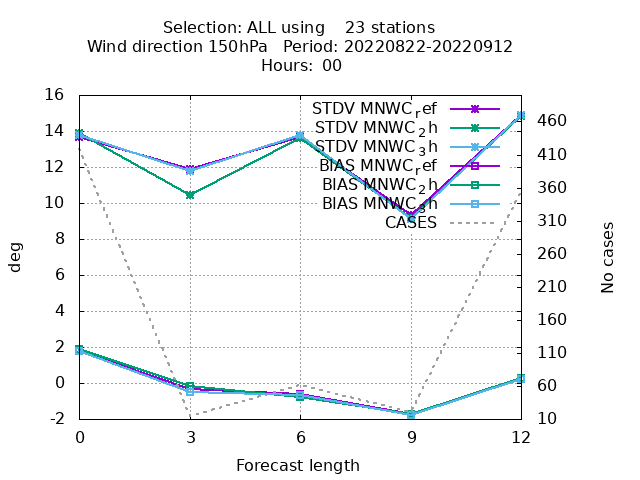 Selection: ALL using    23 stations
Wind direction 150hPa   Period: 20220822-20220912
Hours: 00
STDV MNWC_ref
STDV MNWC_2h
STDV MNWC_3h
BIAS MNWC_ref
BIAS MNWC_2h
BIAS MNWC_3h
CASES
16
14
12
10
8
6
4
2
0
-2
deg
460
410
360
310
260
210
160
110
60
10
No cases
0 3 6 9 12
Forecast length